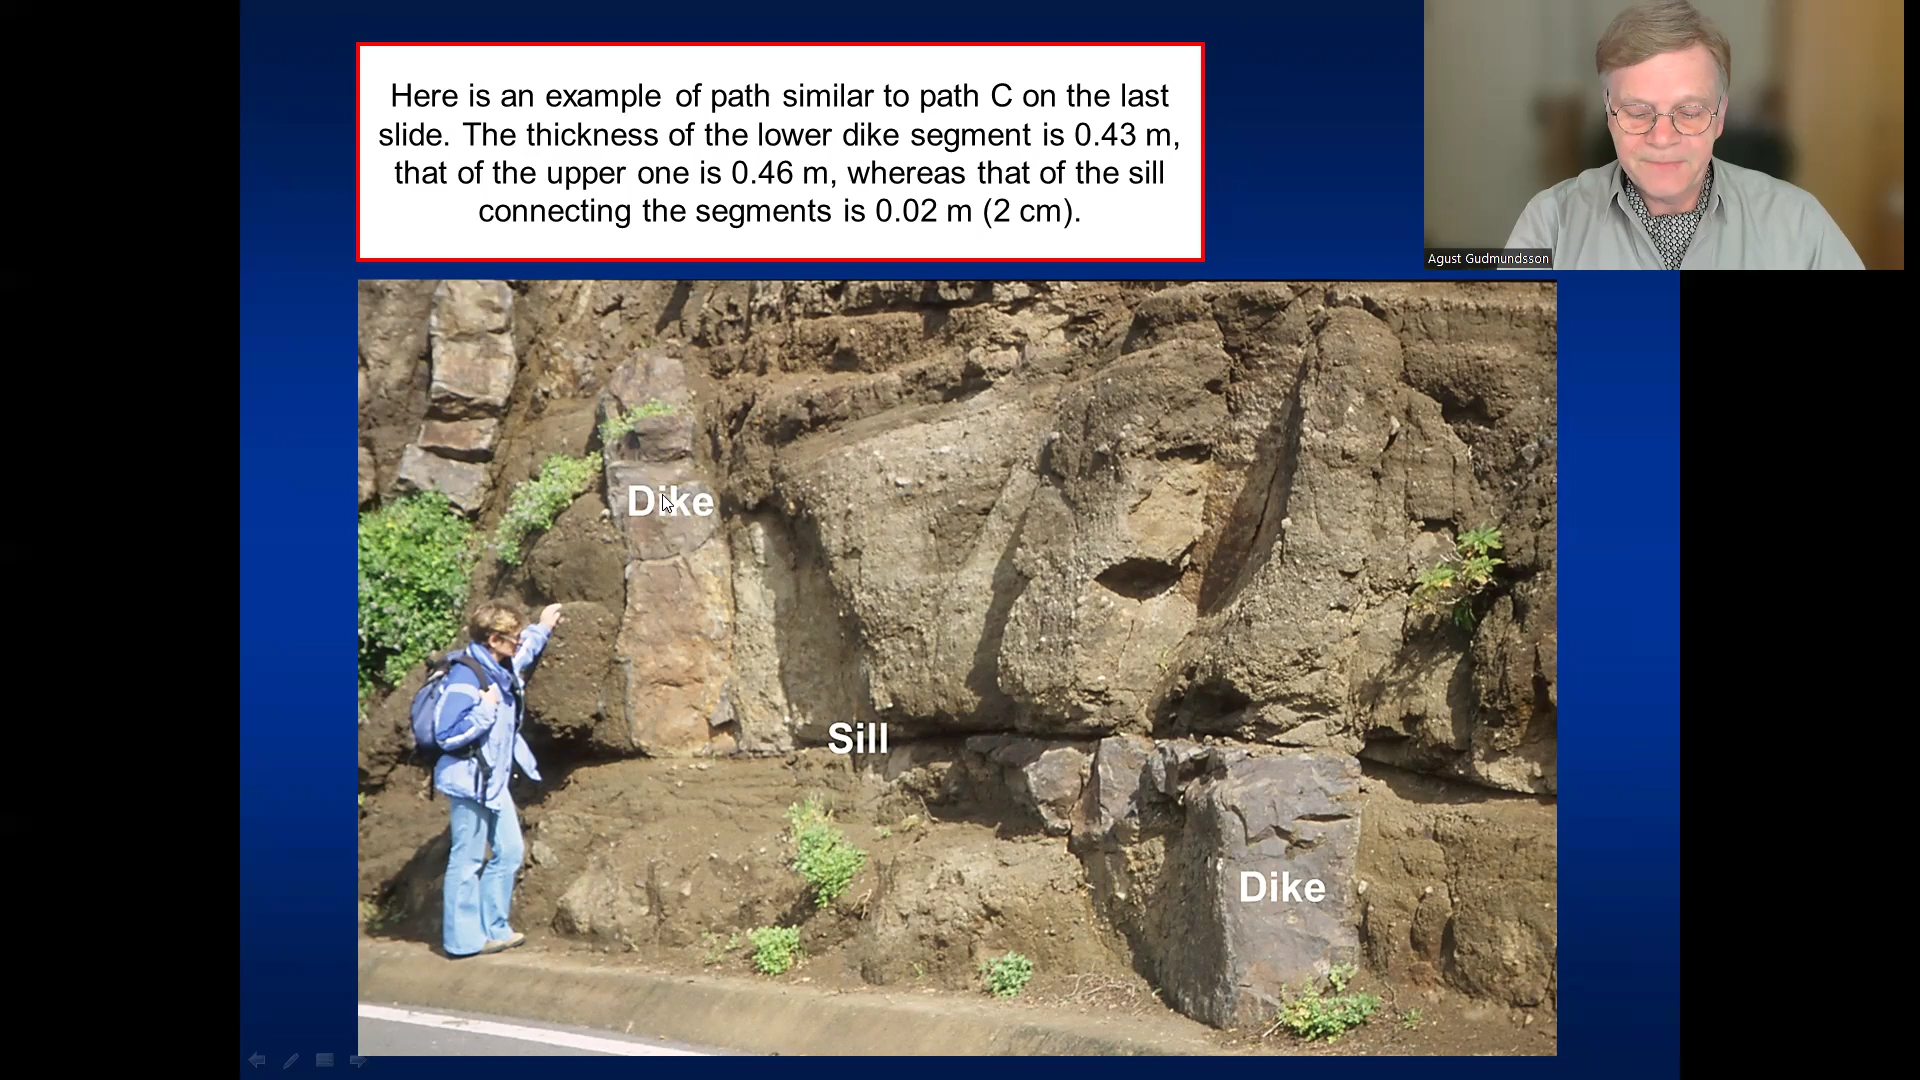 Here is an example of path similar to path C on the last
slide. The thickness of the lower dike segment is 0.43 m,
that of the upper one is 0.46 m, whereas that of the sill
connecting the segments is 0.02 m (2 cm).
Agust Gudmundsson
Dike
Sill
Dike